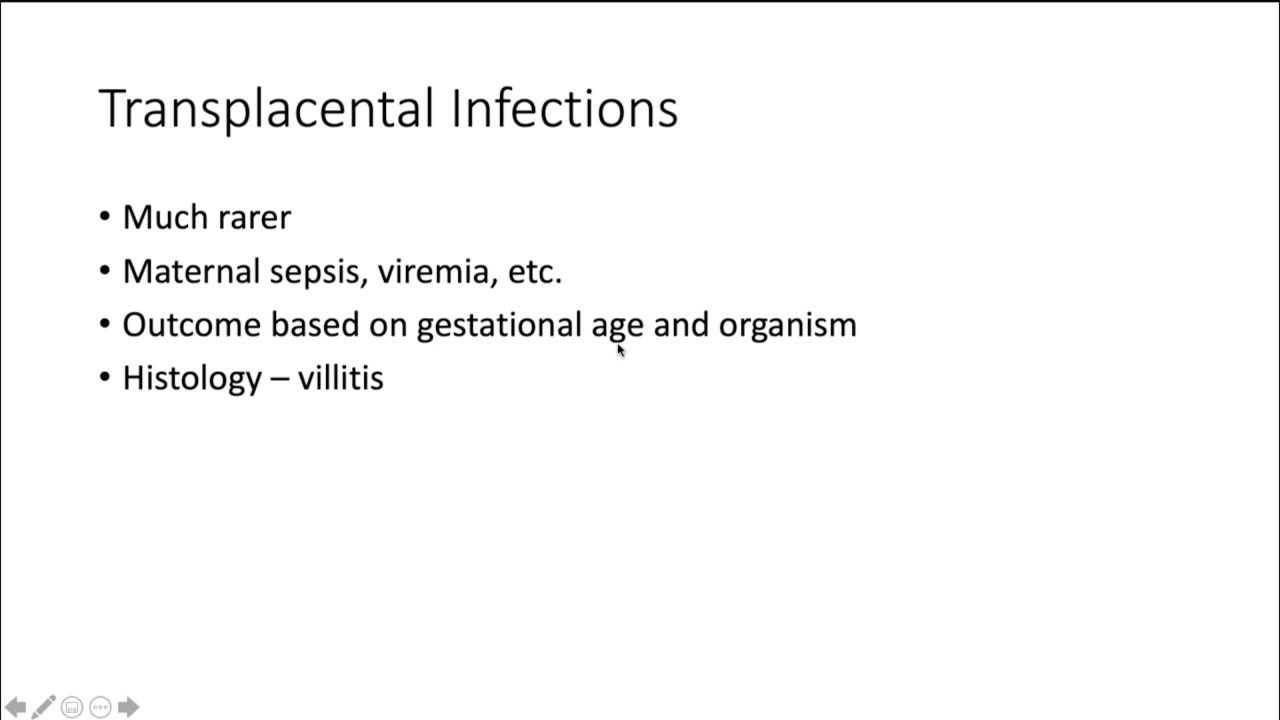 Transplacental Infections
• Much rarer
• Maternal sepsis, viremia, etc.
• Outcome based on gestational age and organism
• Histology – villitis